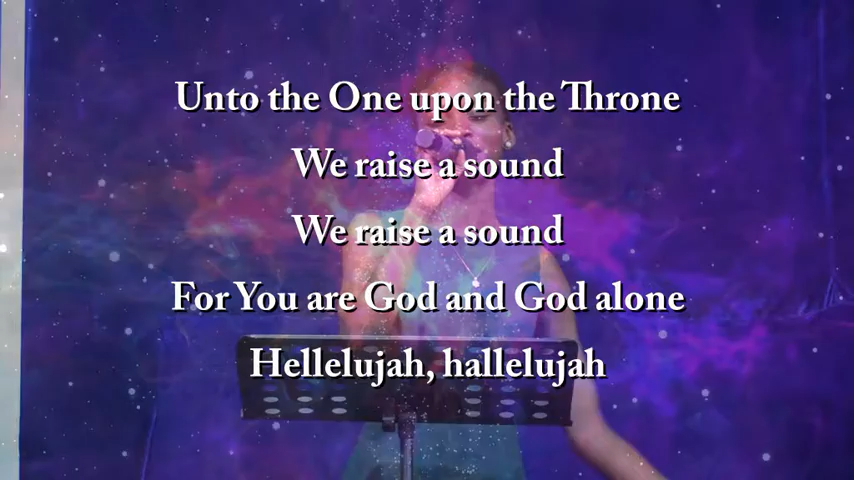 Unto the One upon the Throne
We raise a sound
We raise a sound
For You are God and God alone
Hellelujah, hallelujah